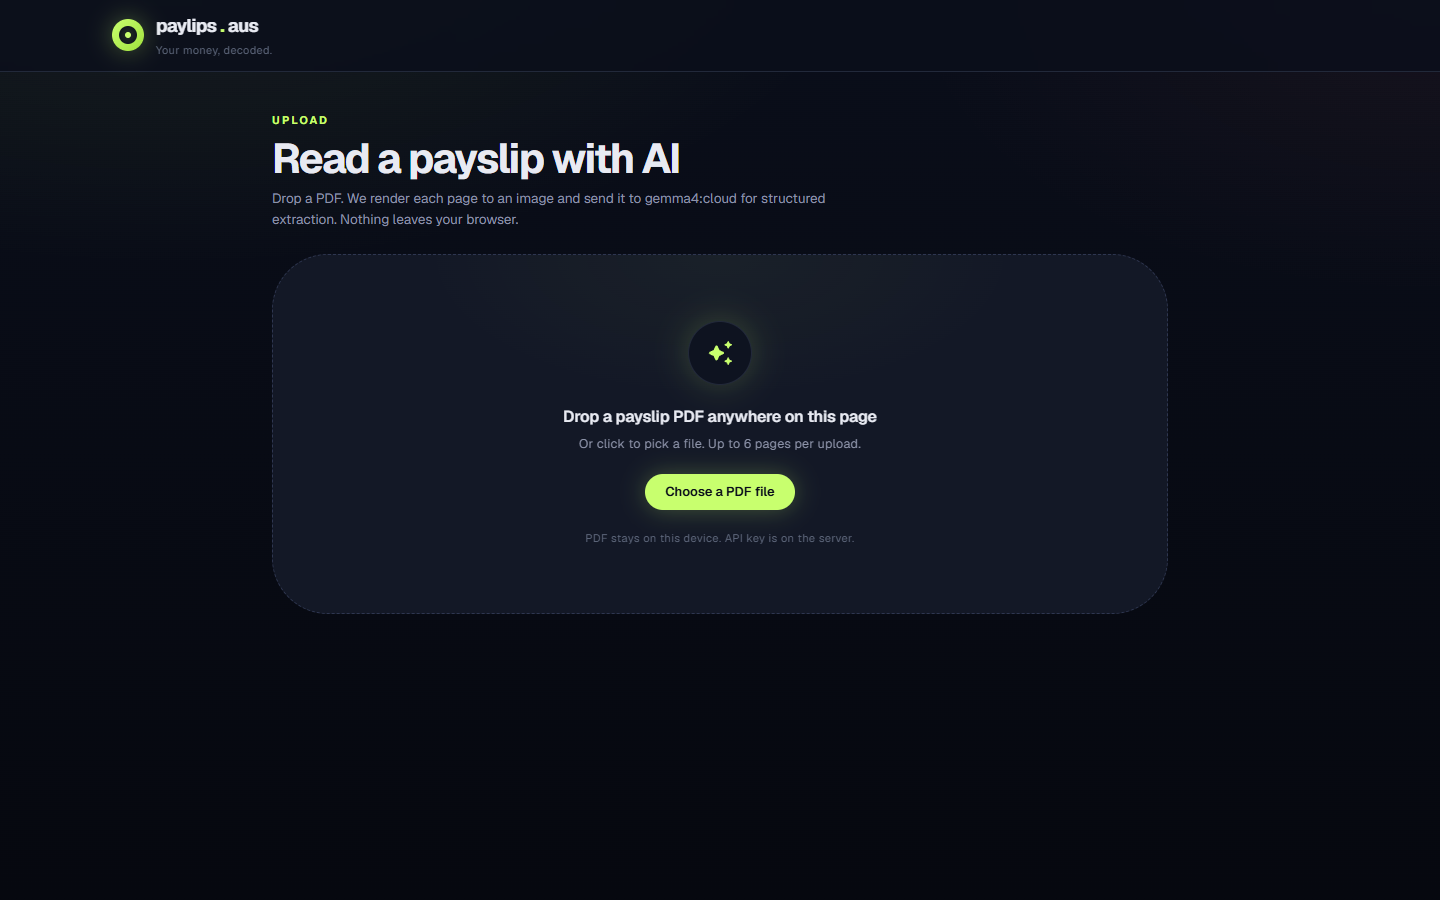 paylips.aus
Your money, decoded.
UPLOAD
Read a payslip with AI
Drop a PDF. We render each page to an image and send it to gemma4:cloud for structured
extraction. Nothing leaves your browser.
Drop a payslip PDF anywhere on this page
Or click to pick a file. Up to 6 pages per upload.
Choose a PDF file
PDF stays on this device. API key is on the server.